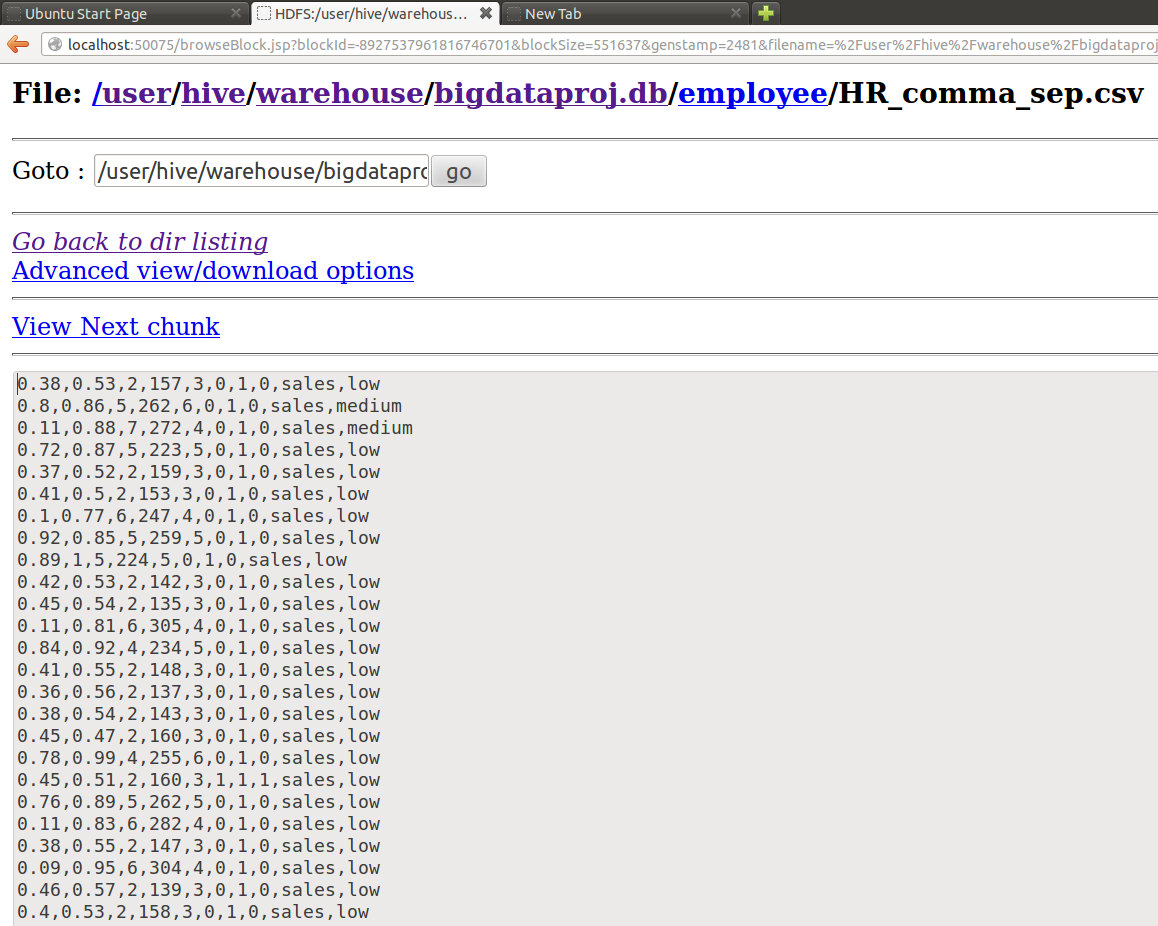 Ubuntu Start Page
HDFS:/user/hive/warehous...
New Tab
localhost:50075/browseBlock.jsp?blockId=-8927537961816746701&blockSize=551637&genstamp=2481&filename=%2Fuser%2Fhive%2Fwarehouse%2Fbigdataproj
File: /user/hive/warehouse/bigdataproj.db/employee/HR_comma_sep.csv
Goto : /user/hive/warehouse/bigdatapro go
Go back to dir listing
Advanced view/download options
View Next chunk
0.38,0.53,2,157,3,0,1,0,sales,low
0.8,0.86,5,262,6,0,1,0,sales,medium
0.11,0.88,7,272,4,0,1,0,sales,medium
0.72,0.87,5,223,5,0,1,0,sales,low
0.37,0.52,2,159,3,0,1,0,sales,low
0.41,0.5,2,153,3,0,1,0,sales,low
0.1,0.77,6,247,4,0,1,0,sales,low
0.92,0.85,5,259,5,0,1,0,sales,low
0.89,1,5,224,5,0,1,0,sales,low
0.42,0.53,2,142,3,0,1,0,sales,low
0.45,0.54,2,135,3,0,1,0,sales,low
0.11,0.81,6,305,4,0,1,0,sales,low
0.84,0.92,4,234,5,0,1,0,sales,low
0.41,0.55,2,148,3,0,1,0,sales,low
0.36,0.56,2,137,3,0,1,0,sales,low
0.38,0.54,2,143,3,0,1,0,sales,low
0.45,0.47,2,160,3,0,1,0,sales,low
0.78,0.99,4,255,6,0,1,0,sales,low
0.45,0.51,2,160,3,1,1,1,sales,low
0.76,0.89,5,262,5,0,1,0,sales,low
0.11,0.83,6,282,4,0,1,0,sales,low
0.38,0.55,2,147,3,0,1,0,sales,low
0.09,0.95,6,304,4,0,1,0,sales,low
0.46,0.57,2,139,3,0,1,0,sales,low
0.4,0.53,2,158,3,0,1,0,sales,low